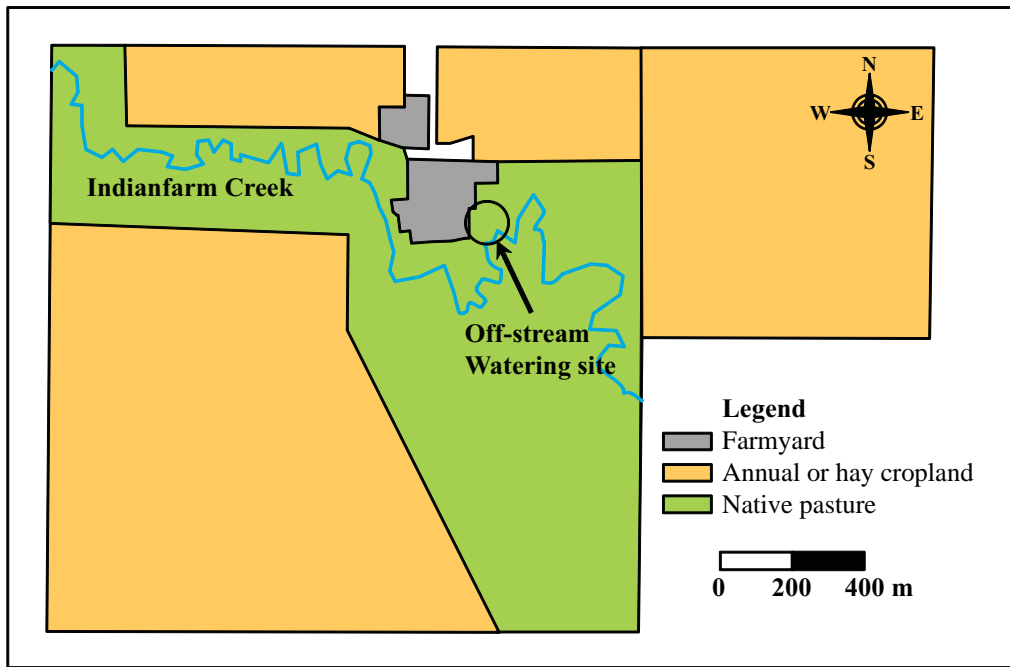 N
W E
S
Indianfarm Creek
Off-stream
Watering site
Legend
Farmyard
Annual or hay cropland
Native pasture
0 200 400 m